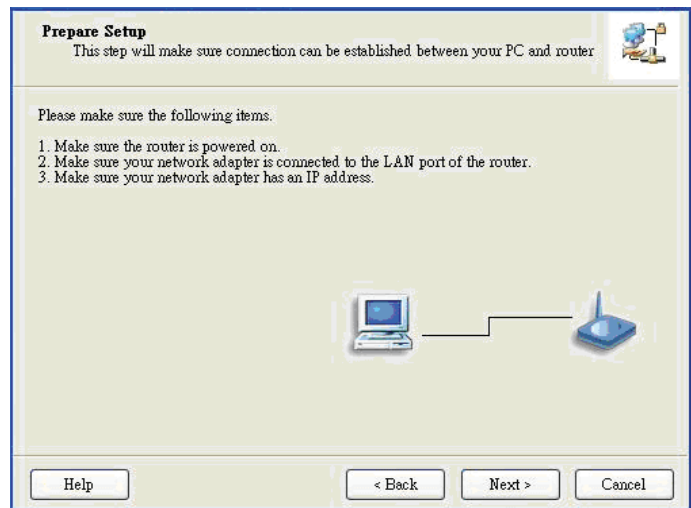 Prepare Setup
This step will make sure connection can be established between your PC and router
Please make sure the following items.
1. Make sure the router is powered on.
2. Make sure your network adapter is connected to the LAN port of the router.
3. Make sure your network adapter has an IP address.
Help
< Back
Next >
Cancel